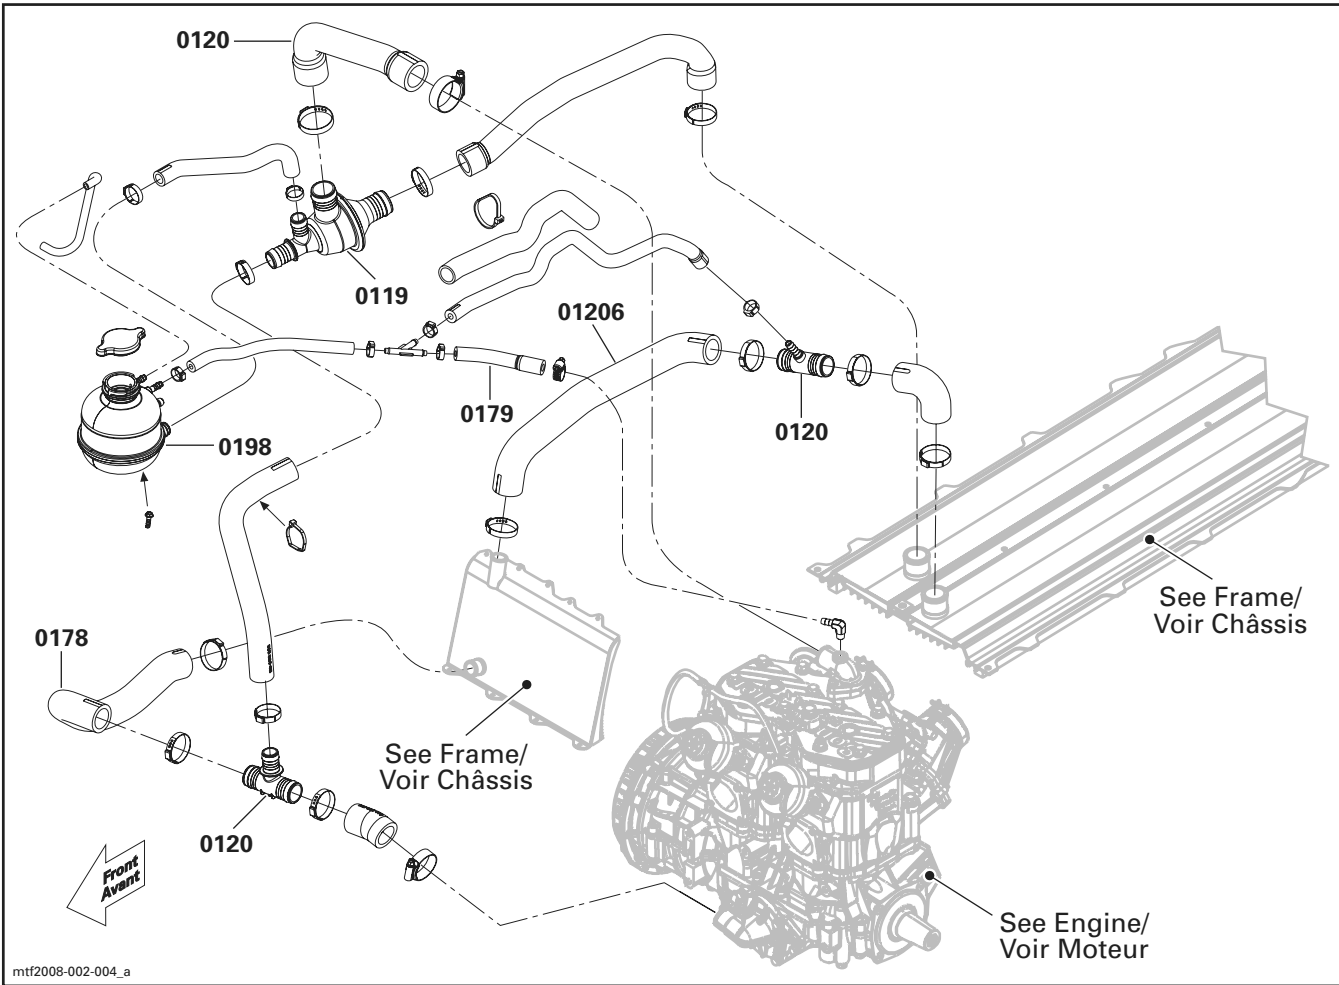 0120
0119
01206
0179
0120
0198
See Frame/
Voir Châssis
0178
See Frame/
Voir Châssis
0120
Front
Avant
See Engine/
Voir Moteur
mtf2008-002-004_a